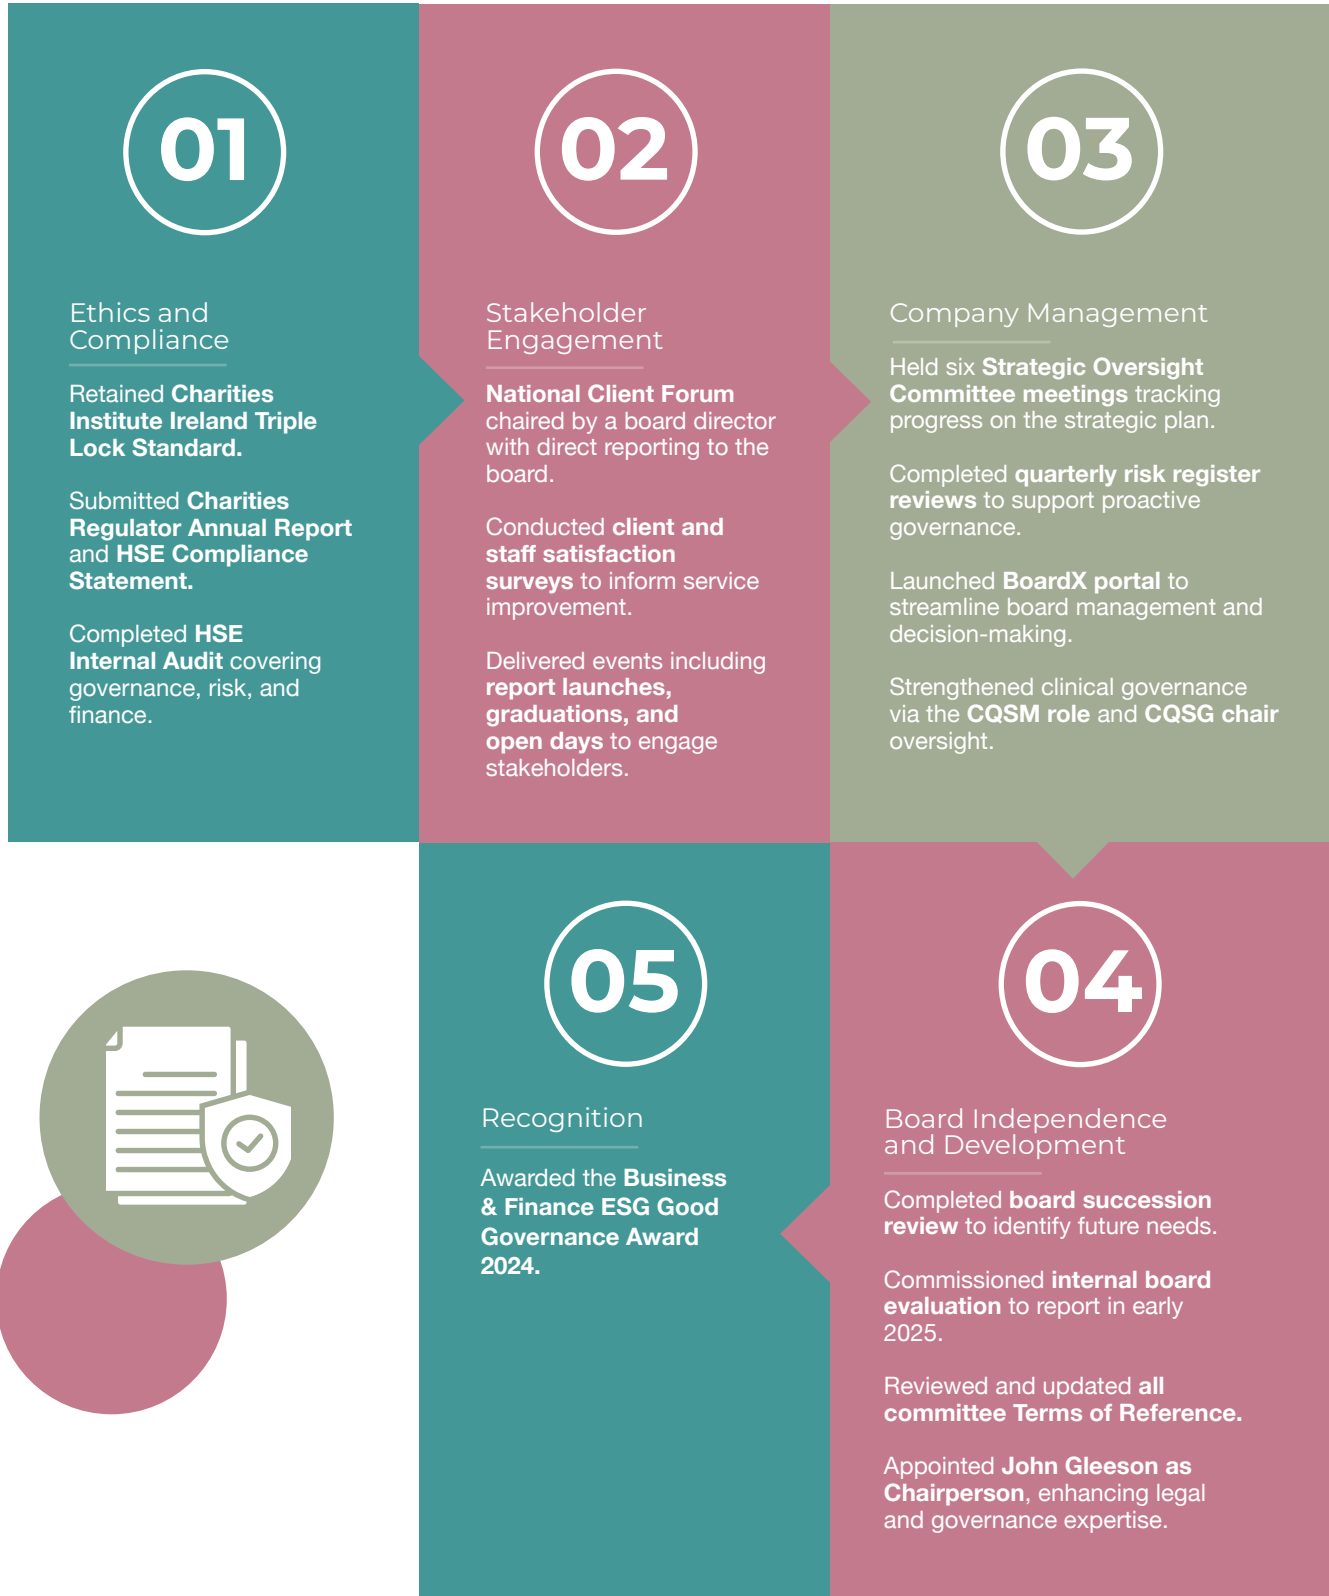 01
Ethics and
Compliance
Retained Charities
Institute Ireland Triple
Lock Standard.
Submitted Charities
Regulator Annual Report
and HSE Compliance
Statement.
Completed HSE
Internal Audit covering
governance, risk, and
finance.
02
Stakeholder
Engagement
National Client Forum
chaired by a board director
with direct reporting to the
board.
Conducted client and
staff satisfaction
surveys to inform service
improvement.
Delivered events including
report launches,
graduations, and
open days to engage
stakeholders.
03
Company Management
Held six Strategic Oversight
Committee meetings tracking
progress on the strategic plan.
Completed quarterly risk register
reviews to support proactive
governance.
Launched BoardX portal to
streamline board management and
decision-making.
Strengthened clinical governance
via the CQSM role and CQSG chair
oversight.
04
Board Independence
and Development
Completed board succession
review to identify future needs.
Commissioned internal board
evaluation to report in early
2025.
Reviewed and updated all
committee Terms of Reference.
Appointed John Gleeson as
Chairperson, enhancing legal
and governance expertise.
05
Recognition
Awarded the Business
& Finance ESG Good
Governance Award
2024.